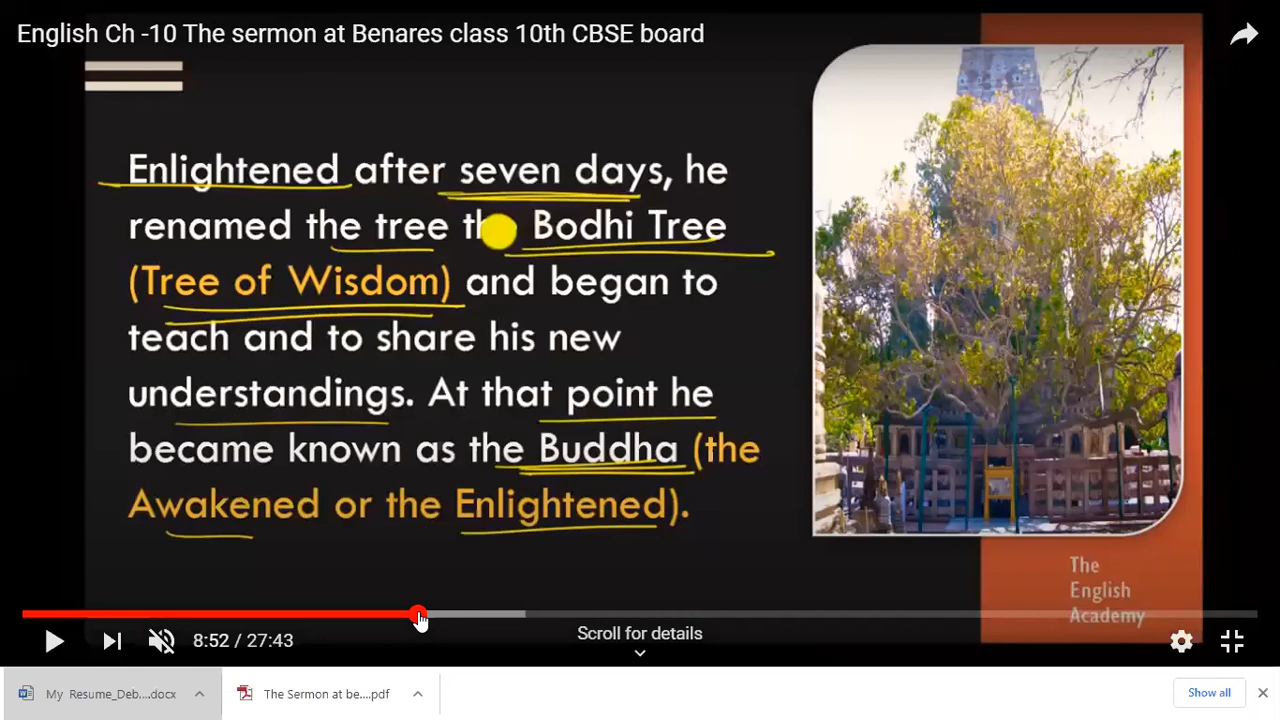 English Ch -10 The sermon at Benares class 10th CBSE board
Enlightened after seven days, he
renamed the tree Bodhi Tree
(Tree of Wisdom) and began to
teach and to share his new
understandings. At that point he
became known as the Buddha (the
Awakened or the Enlightened).
The
English
Academy
8:52 / 27:43
Scroll for details
My Resume_Deb....docx
The Sermon at be....pdf
Show all